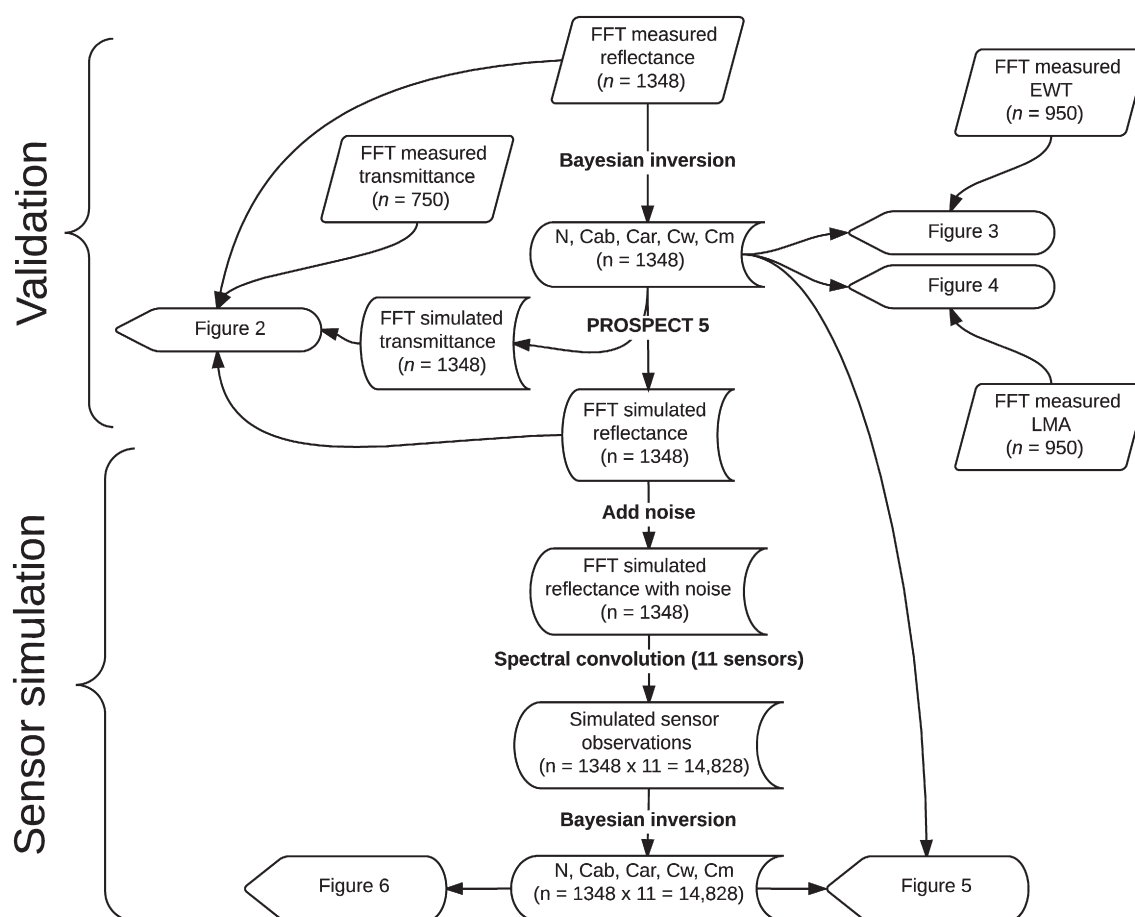 FFT measured
reflectance
(n = 1348)
FFT measured
EWT
(n = 950)
Validation
FFT measured
transmittance
(n = 750)
Bayesian inversion
N, Cab, Car, Cw, Cm
(n = 1348)
Figure 3
Figure 4
Figure 2
FFT simulated
transmittance
(n = 1348)
PROSPECT 5
FFT simulated
reflectance
(n = 1348)
FFT measured
LMA
(n = 950)
Sensor simulation
Add noise
FFT simulated
reflectance with noise
(n = 1348)
Spectral convolution (11 sensors)
Simulated sensor
observations
(n = 1348 x 11 = 14,828)
Bayesian inversion
Figure 6
N, Cab, Car, Cw, Cm
(n = 1348 x 11 = 14,828)
Figure 5